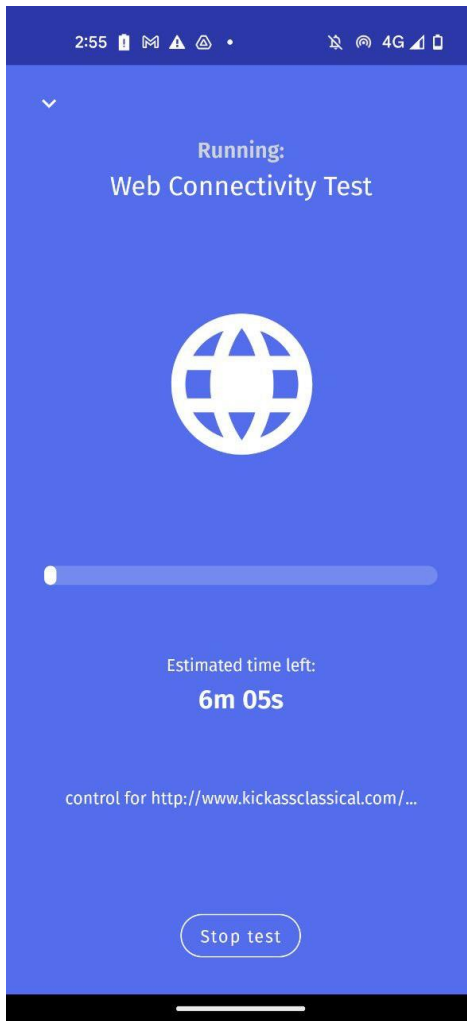 2:55 4G
Running:
Web Connectivity Test
Estimated time left:
6m 05s
control for http://www.kickassclassical.com/...
Stop test